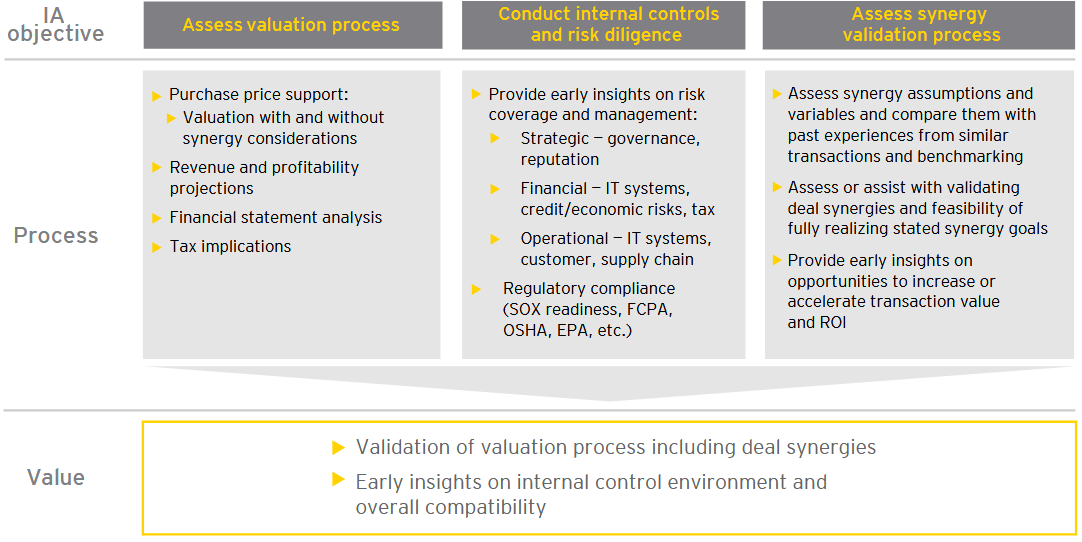 IA
objective
Assess valuation process
Conduct internal controls
and risk diligence
Assess synergy
validation process
Process
Purchase price support:
Valuation with and without
synergy considerations
Revenue and profitability
projections
Financial statement analysis
Tax implications
Provide early insights on risk
coverage and management:
Strategic – governance,
reputation
Financial – IT systems,
credit/economic risks, tax
Operational – IT systems,
customer, supply chain
Regulatory compliance
(SOX readiness, FCPA,
OSHA, EPA, etc.)
Assess synergy assumptions and
variables and compare them with
past experiences from similar
transactions and benchmarking
Assess or assist with validating
deal synergies and feasibility of
fully realizing stated synergy goals
Provide early insights on
opportunities to increase or
accelerate transaction value
and ROI
Value
Validation of valuation process including deal synergies
Early insights on internal control environment and
overall compatibility